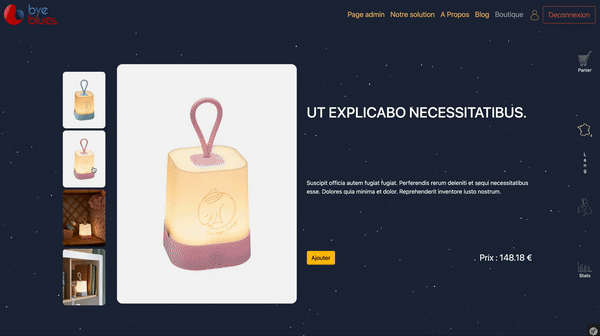 bye
blues
Page admin
Notre solution
A Propos
Blog
Boutique
Deconnexion
Panier
UT EXPLICABO NECESSITATIBUS.
Lang
Suscipit officia autem fugiat fugiat. Perferendis rerum deleniti et sequi necessitatibus
esse. Dolores quia minima et dolor. Reprehenderit inventore iusto nostrum.
Ajouter
Prix : 148.18 €
Stats